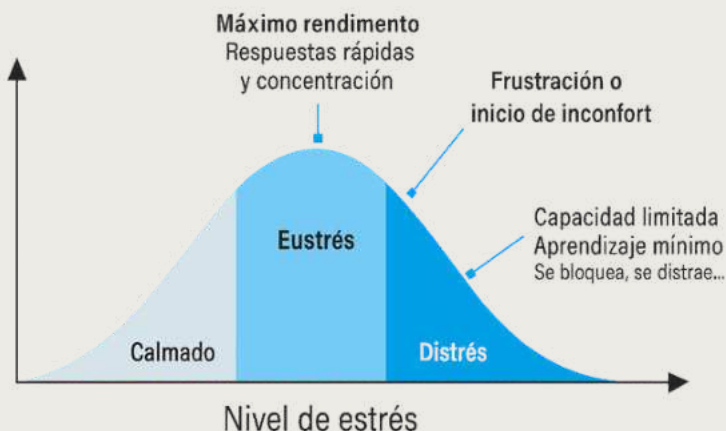 Máximo rendimento
Respuestas rápidas
y concentración
Frustración o
inicio de inconfort
Capacidad limitada
Aprendizaje mínimo
Se bloquea, se distrae...
Eustrés
Calmado
Distrés
Nivel de estrés